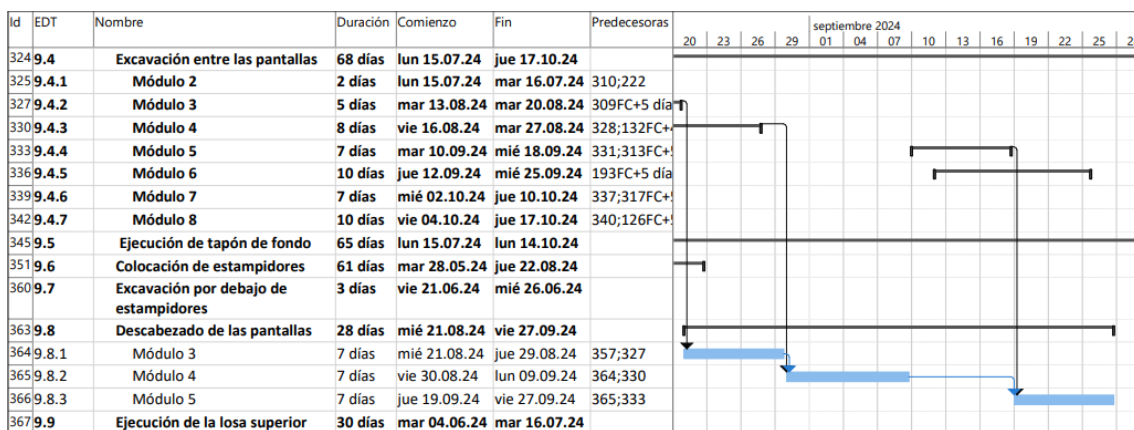 Id EDT Nombre Duración Comienzo Fin Predecesoras septiembre 2024
20 23 26 29 01 04 07 10 13 16 19 22 25
324 9.4 Excavación entre las pantallas 68 días lun 15.07.24 jue 17.10.24
325 9.4.1 Módulo 2 2 días lun 15.07.24 mar 16.07.24 310;222
327 9.4.2 Módulo 3 5 días mar 13.08.24 mar 20.08.24 309FC+5 día
330 9.4.3 Módulo 4 8 días vie 16.08.24 mar 27.08.24 328;132FC+
333 9.4.4 Módulo 5 7 días mar 10.09.24 mié 18.09.24 331;313FC+
336 9.4.5 Módulo 6 10 días jue 12.09.24 mié 25.09.24 193FC+5 día
339 9.4.6 Módulo 7 7 días mié 02.10.24 jue 10.10.24 337;317FC+
342 9.4.7 Módulo 8 10 días vie 04.10.24 jue 17.10.24 340;126FC+
345 9.5 Ejecución de tapón de fondo 65 días lun 15.07.24 lun 14.10.24
351 9.6 Colocación de estampidores 61 días mar 28.05.24 jue 22.08.24
360 9.7 Excavación por debajo de 3 días vie 21.06.24 mié 26.06.24
estampidores
363 9.8 Descabezado de las pantallas 28 días mié 21.08.24 vie 27.09.24
364 9.8.1 Módulo 3 7 días mié 21.08.24 jue 29.08.24 357;327
365 9.8.2 Módulo 4 7 días vie 30.08.24 lun 09.09.24 364;330
366 9.8.3 Módulo 5 7 días jue 19.09.24 vie 27.09.24 365;333
367 9.9 Ejecución de la losa superior 30 días mar 04.06.24 mar 16.07.24